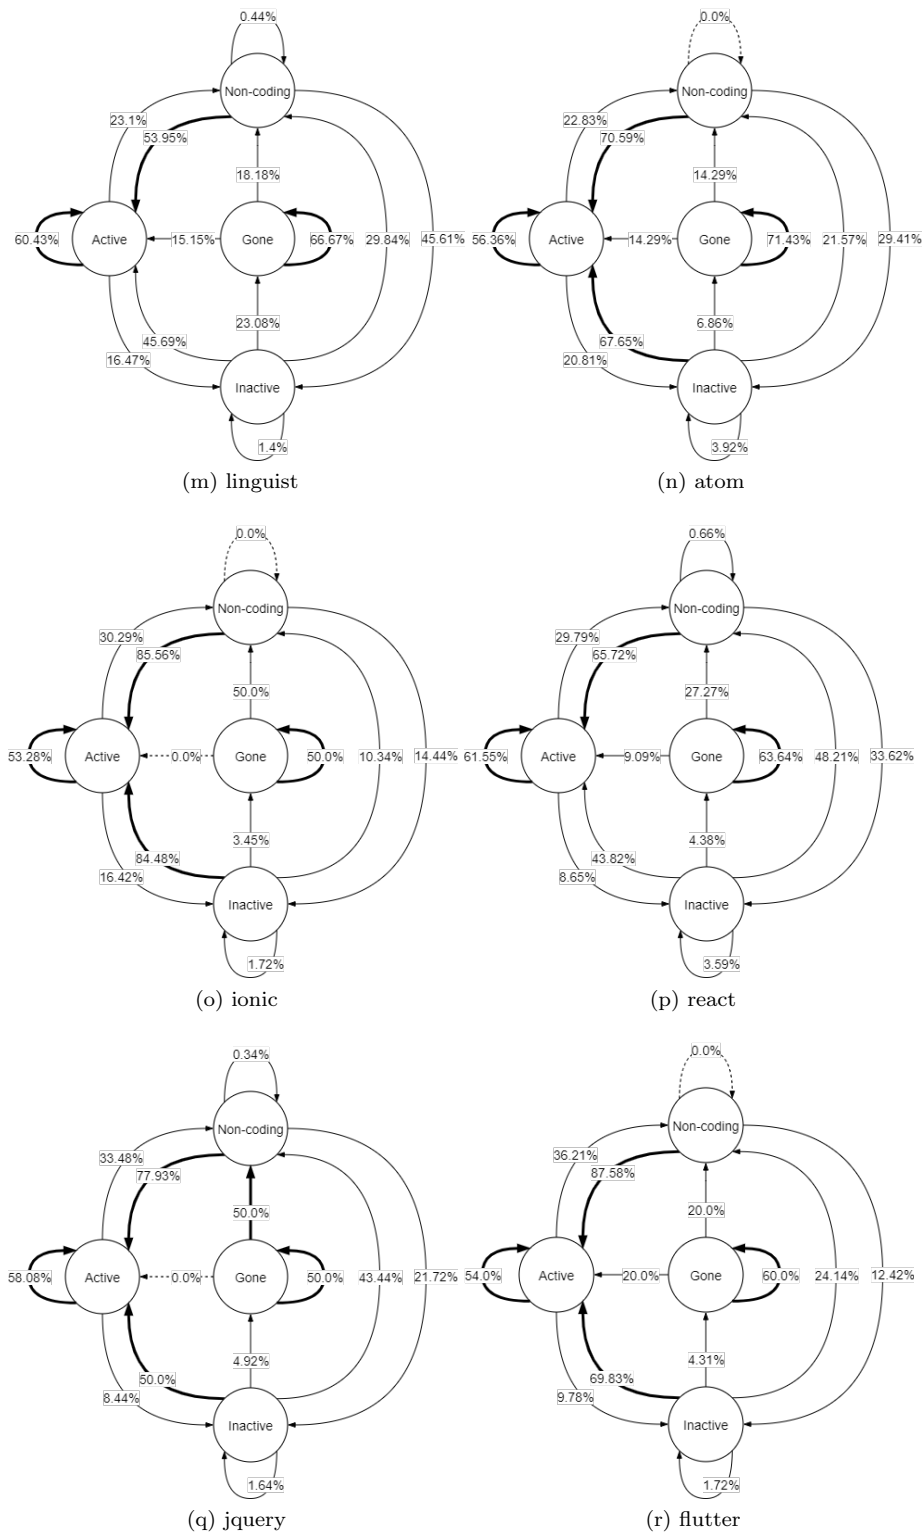 0.44%
Non-coding
23.1%
53.95%
18.18%
60.43%
Active
15.15%
Gone
66.67%
29.84%
45.61%
23.08%
45.69%
16.47%
Inactive
1.4%
(m) linguist
0.0%
Non-coding
22.83%
70.59%
14.29%
56.36%
Active
14.29%
Gone
71.43%
21.57%
29.41%
6.86%
67.65%
20.81%
Inactive
3.92%
(n) atom
0.0%
Non-coding
30.29%
85.56%
50.0%
53.28%
Active
0.0%
Gone
50.0%
10.34%
14.44%
3.45%
84.48%
16.42%
Inactive
1.72%
(o) ionic
0.66%
Non-coding
29.79%
65.72%
27.27%
61.55%
Active
9.09%
Gone
63.64%
48.21%
33.62%
4.38%
43.82%
8.65%
Inactive
3.59%
(p) react
0.34%
Non-coding
33.48%
77.93%
50.0%
58.08%
Active
0.0%
Gone
50.0%
43.44%
21.72%
4.92%
50.0%
8.44%
Inactive
1.64%
(q) jquery
0.0%
Non-coding
36.21%
87.58%
20.0%
54.0%
Active
20.0%
Gone
60.0%
24.14%
12.42%
4.31%
69.83%
9.78%
Inactive
1.72%
(r) flutter